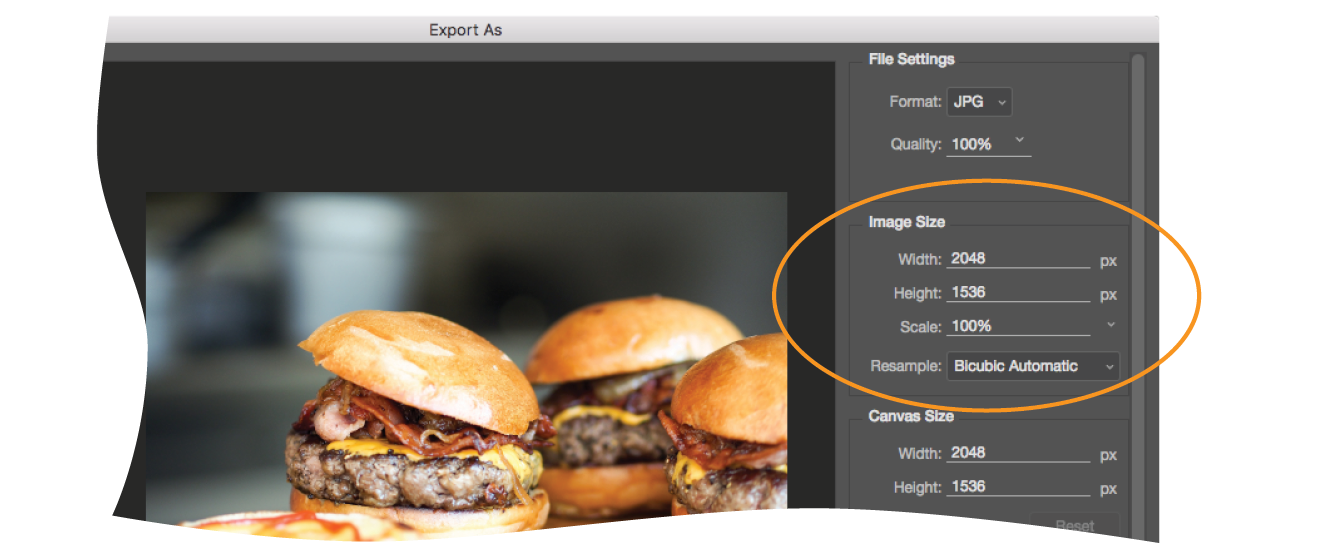 Export As
File Settings
Format: JPG
Quality: 100%
Image Size
Width: 2048 px
Height: 1536 px
Scale: 100%
Resample: Bicubic Automatic
Canvas Size
Width: 2048 px
Height: 1536 px
Reset